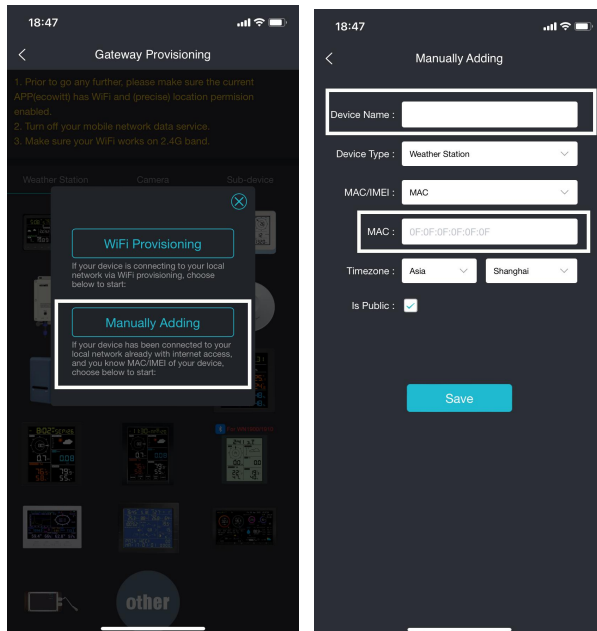 18:47
Gateway Provisioning
1. Prior to go any further, please make sure the current
APP(ecowitt) has WiFi and (precise) location permision
enabled.
2. Turn off your mobile network data service.
3. Make sure your WiFi works on 2.4G band.
Weather Station Camera Sub-device
WiFi Provisioning
If your device is connecting to your local
network via WiFi provisioning, choose
below to start:
Manually Adding
If your device has been connected to your
local network already with internet access,
and you know MAC/IMEI of your device,
choose below to start:
other
18:47
Manually Adding
Device Name :
Device Type : Weather Station
MAC/IMEI : MAC
MAC : 0F:0F:0F:0F:0F:0F
Timezone : Asia Shanghai
Is Public :
Save